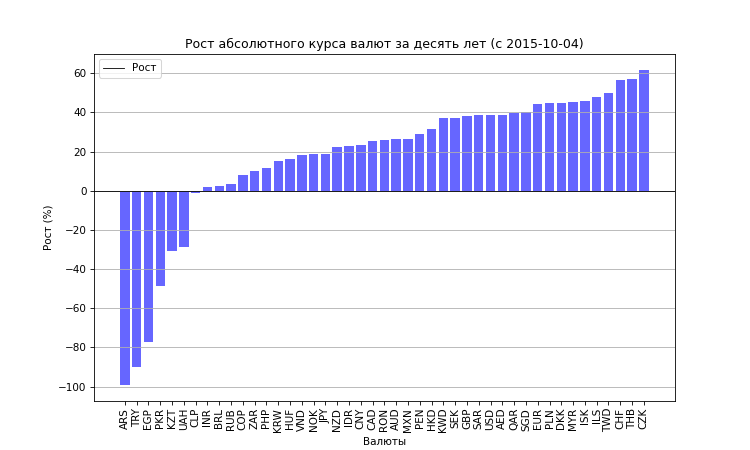 Рост абсолютного курса валют за десять лет (с 2015-10-04)
Рост
60
40
20
0
−20
−40
−60
−80
−100
Рост (%)
ARS TRY EGP PKR KZT UAH CLP INR BRL RUB COP ZAR PHP KRW HUF VND NOK JPY NZD IDR CNY CAD RON AUD MXN PEN HKD KWD SEK GBP SAR USD AED QAR SGD EUR PLN DKK MYR ISK ILS TWD CHF THB CZK
Валюты